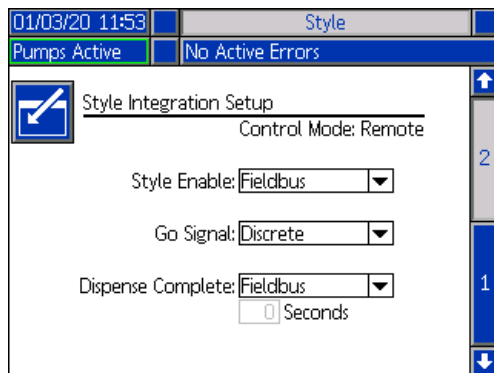 01/03/20 11:53 Style
Pumps Active No Active Errors
Style Integration Setup
Control Mode: Remote
2
Style Enable: Fieldbus
Go Signal: Discrete
Dispense Complete: Fieldbus
1
0 Seconds